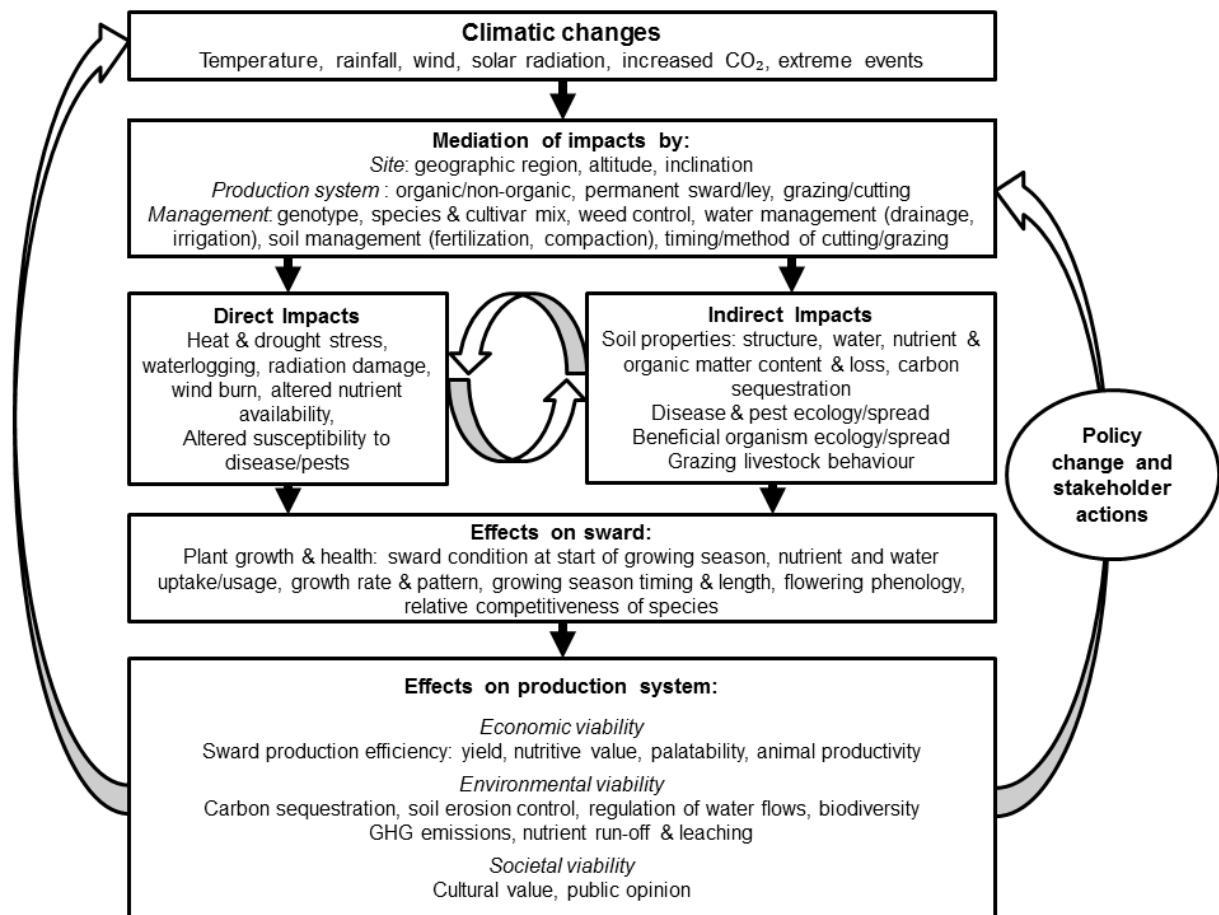 Climatic changes
Temperature, rainfall, wind, solar radiation, increased CO₂, extreme events
Mediation of impacts by:
Site: geographic region, altitude, inclination
Production system : organic/non-organic, permanent sward/ley, grazing/cutting
Management: genotype, species & cultivar mix, weed control, water management (drainage,
irrigation), soil management (fertilization, compaction), timing/method of cutting/grazing
Direct Impacts
Heat & drought stress,
waterlogging, radiation damage,
wind burn, altered nutrient
availability,
Altered susceptibility to
disease/pests
Indirect Impacts
Soil properties: structure, water, nutrient &
organic matter content & loss, carbon
sequestration
Disease & pest ecology/spread
Beneficial organism ecology/spread
Grazing livestock behaviour
Policy
change and
stakeholder
actions
Effects on sward:
Plant growth & health: sward condition at start of growing season, nutrient and water
uptake/usage, growth rate & pattern, growing season timing & length, flowering phenology,
relative competitiveness of species
Effects on production system:
Economic viability
Sward production efficiency: yield, nutritive value, palatability, animal productivity
Environmental viability
Carbon sequestration, soil erosion control, regulation of water flows, biodiversity
GHG emissions, nutrient run-off & leaching
Societal viability
Cultural value, public opinion